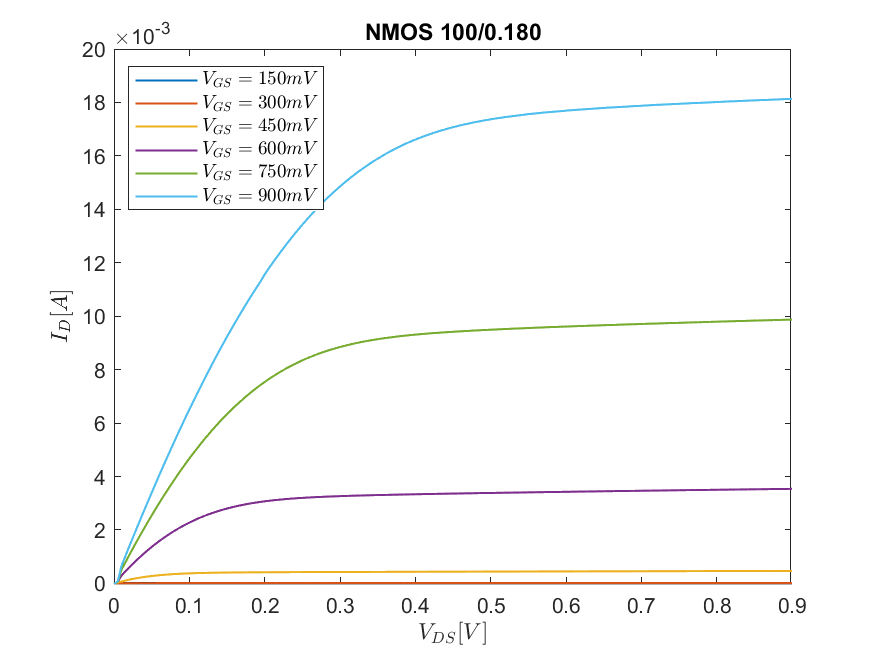 NMOS 100/0.180
×10⁻³
20
18
16
14
12
10
8
6
4
2
0
V_GS = 150mV
V_GS = 300mV
V_GS = 450mV
V_GS = 600mV
V_GS = 750mV
V_GS = 900mV
I_D[A]
0 0.1 0.2 0.3 0.4 0.5 0.6 0.7 0.8 0.9
V_DS[V]